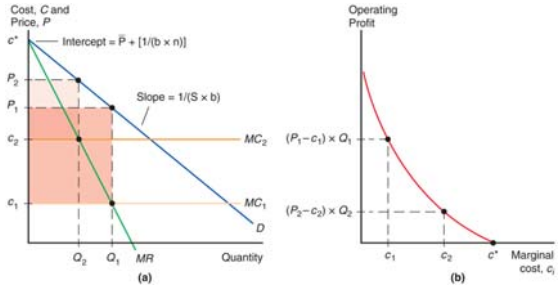 Cost, C and
Price, P
c*
Intercept = P̅ + [1/(b × n)]
P₂
P₁
Slope = 1/(S × b)
c₂
MC₂
c₁
MC₁
D
Q₂
Q₁
MR
Quantity
(a)
Operating
Profit
(P₁−c₁) × Q₁
(P₂−c₂) × Q₂
c₁
c₂
c*
Marginal
cost, cᵢ
(b)